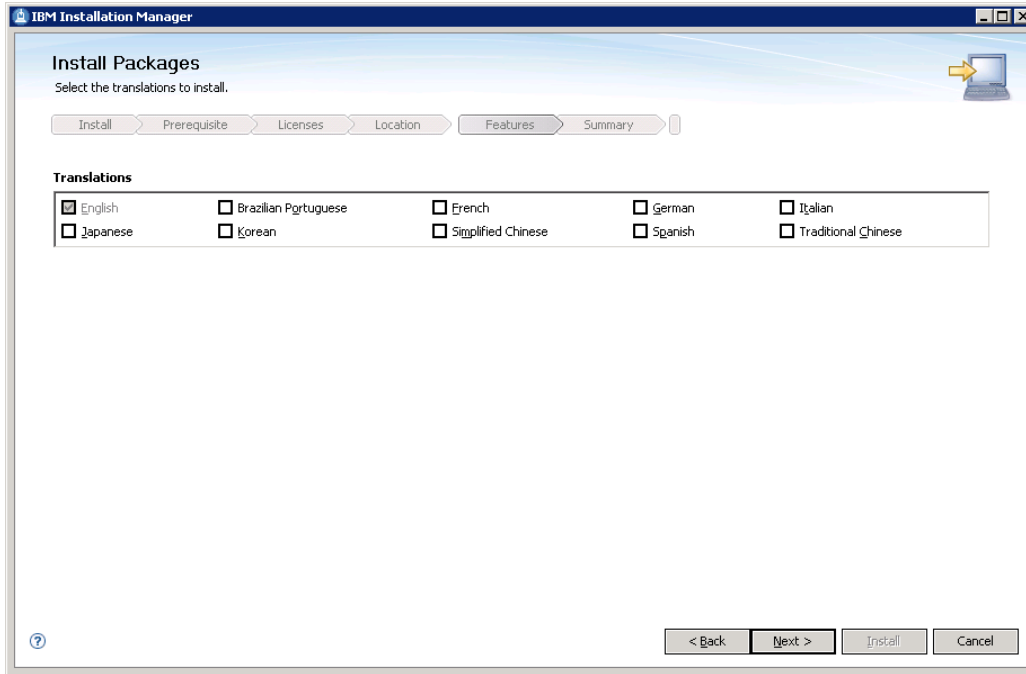 IBM Installation Manager
Install Packages
Select the translations to install.
Install Prerequisite Licenses Location Features Summary
Translations
English Brazilian Portuguese French German Italian
Japanese Korean Simplified Chinese Spanish Traditional Chinese
? < Back Next > Install Cancel